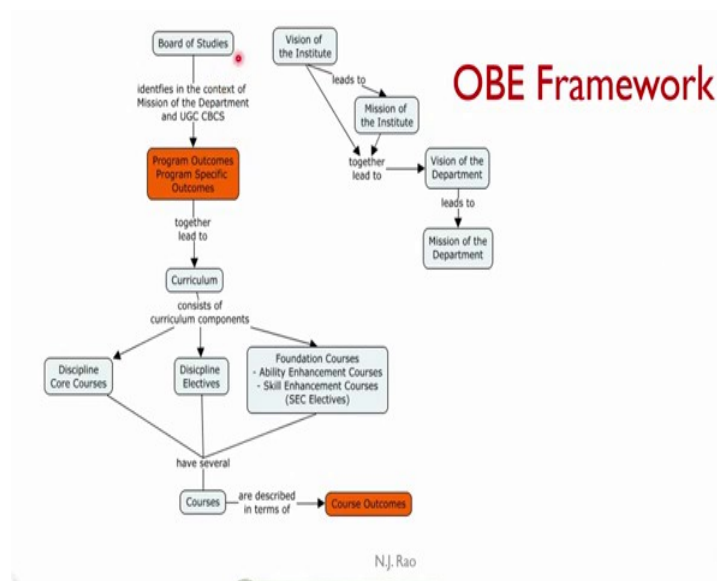 OBE Framework
Board of Studies
identfies in the context of
Mission of the Department
and UGC CBCS
Program Outcomes
Program Specific
Outcomes
together
lead to
Curriculum
consists of
curriculum components
Discipline
Core Courses
Disicpline
Electives
Foundation Courses
- Ability Enhancement Courses
- Skill Enhancement Courses
(SEC Electives)
have several
Courses
are described
in terms of
Course Outcomes
Vision of
the Institute
leads to
Mission of
the Institute
together
lead to
Vision of the
Department
leads to
Mission of the
Department
N.J. Rao